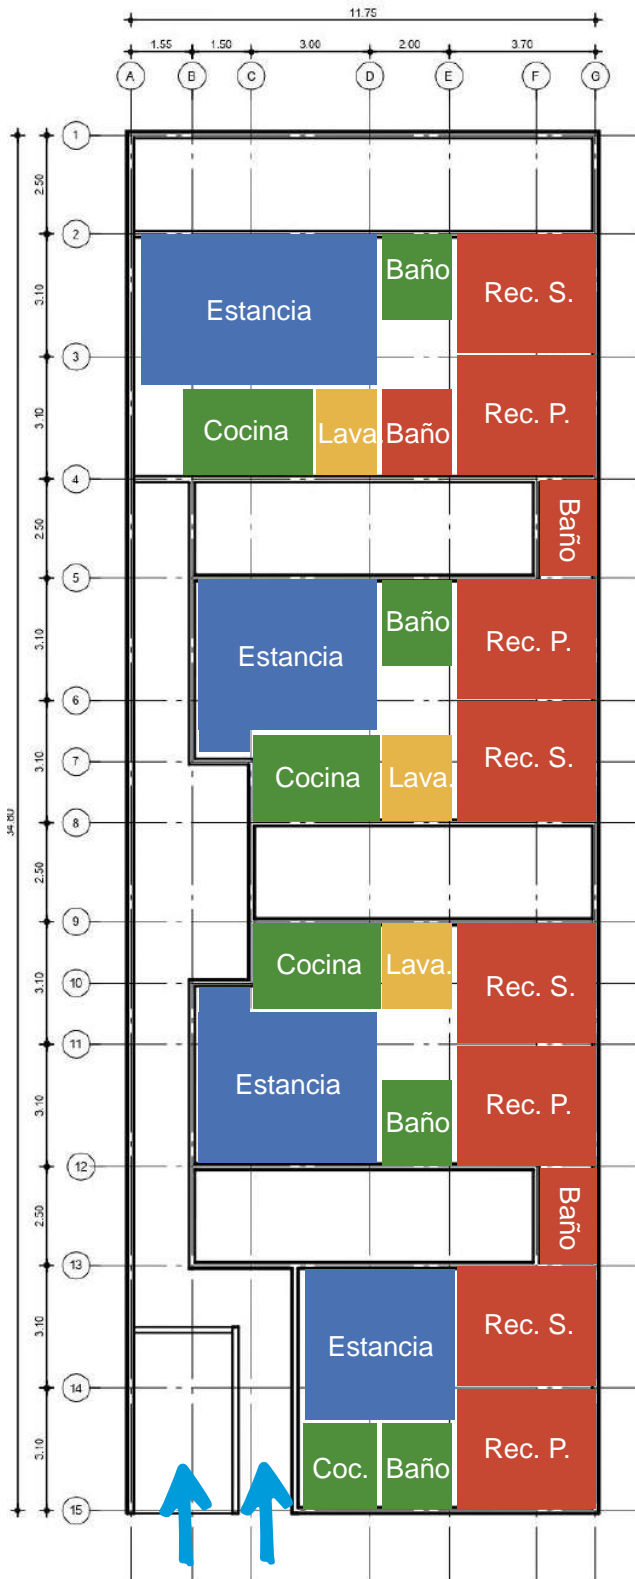 11.75
1.55 1.50 3.00 2.00 3.70
A B C D E F G
1
2.50
2
Baño
Rec. S.
Estancia
3.10
3
Cocina Lava. Baño Rec. P.
3.10
4
2.50
Baño
5
Baño
Rec. P.
Estancia
3.10
6
3.10
7
Cocina Lava. Rec. S.
8
34.80
2.50
9
Cocina Lava. Rec. S.
3.10
10
11
Estancia
Rec. P.
Baño
3.10
12
2.50
Baño
13
Estancia
Rec. S.
3.10
14
Coc. Baño Rec. P.
3.10
15